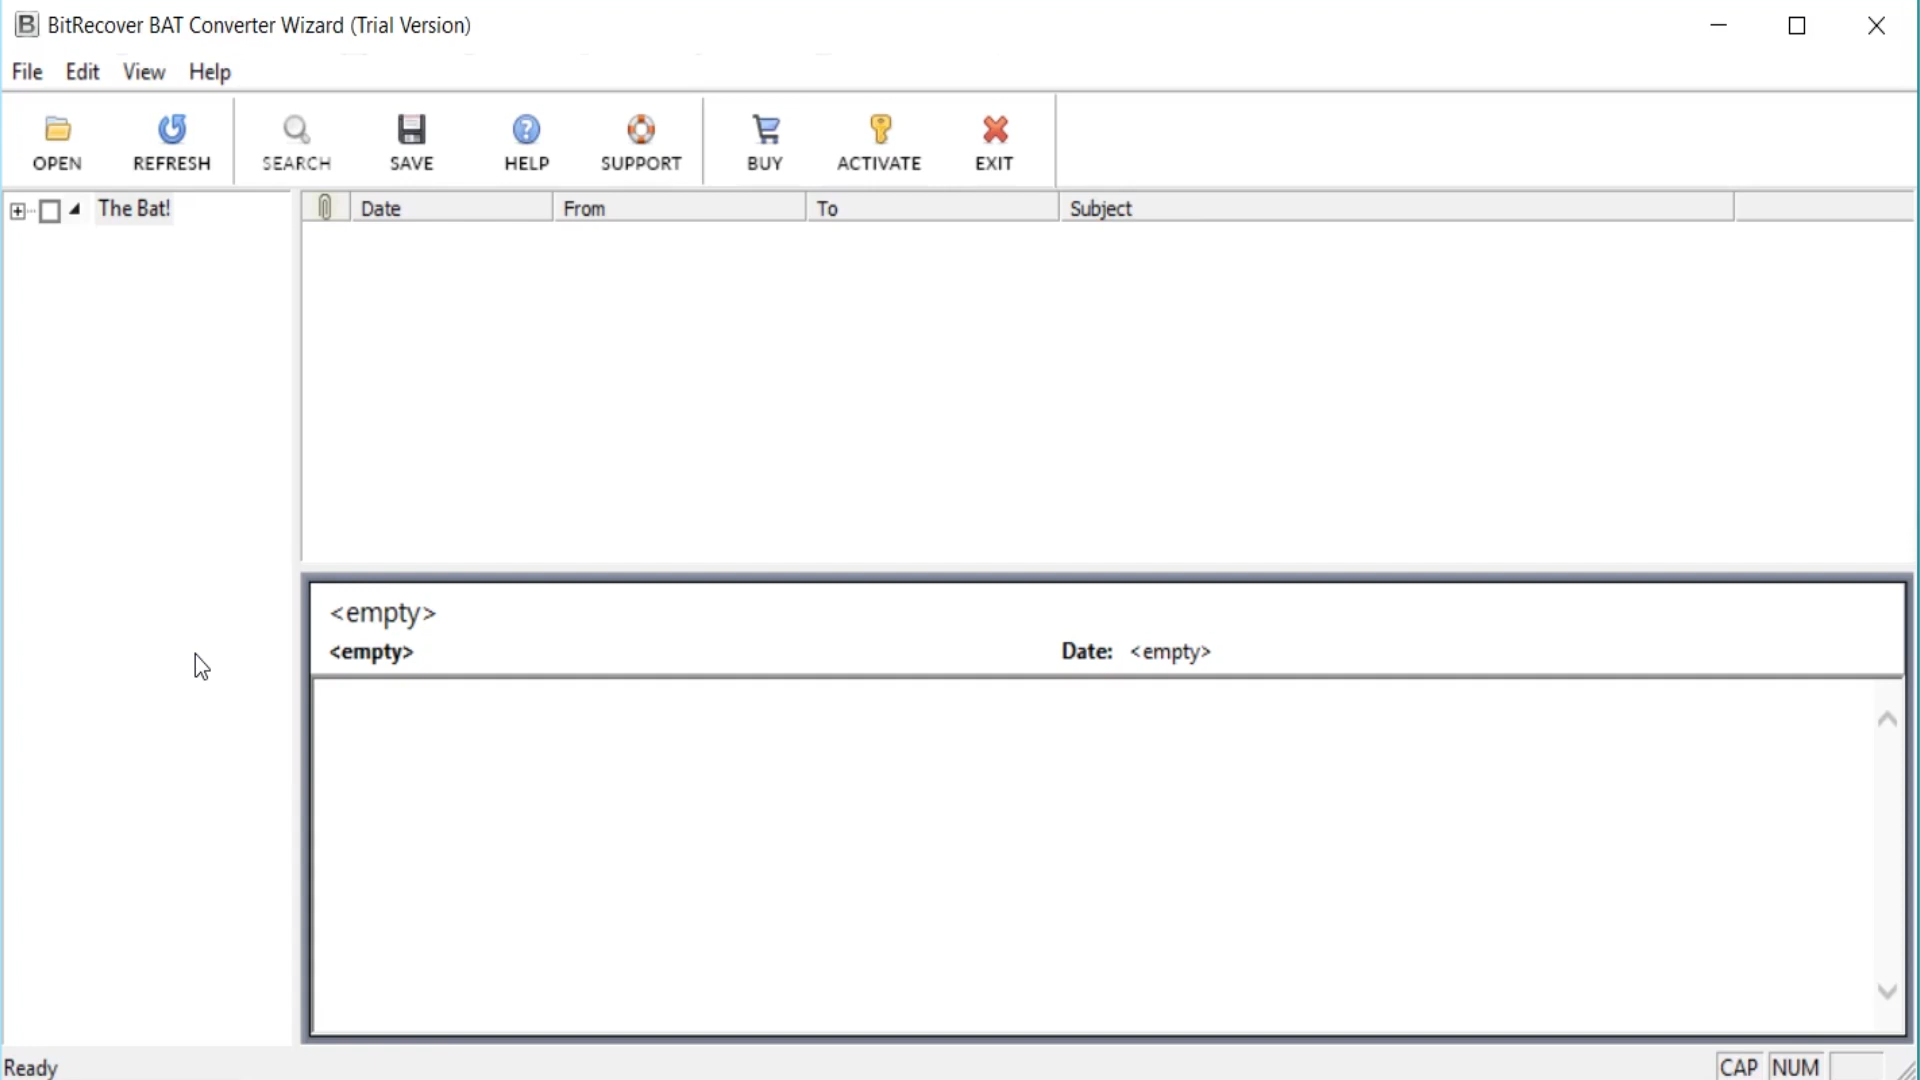 BitRecover BAT Converter Wizard (Trial Version)
File Edit View Help
OPEN REFRESH SEARCH SAVE HELP SUPPORT BUY ACTIVATE EXIT
The Bat!
Date From To Subject
<empty>
<empty> Date: <empty>
Ready CAP NUM